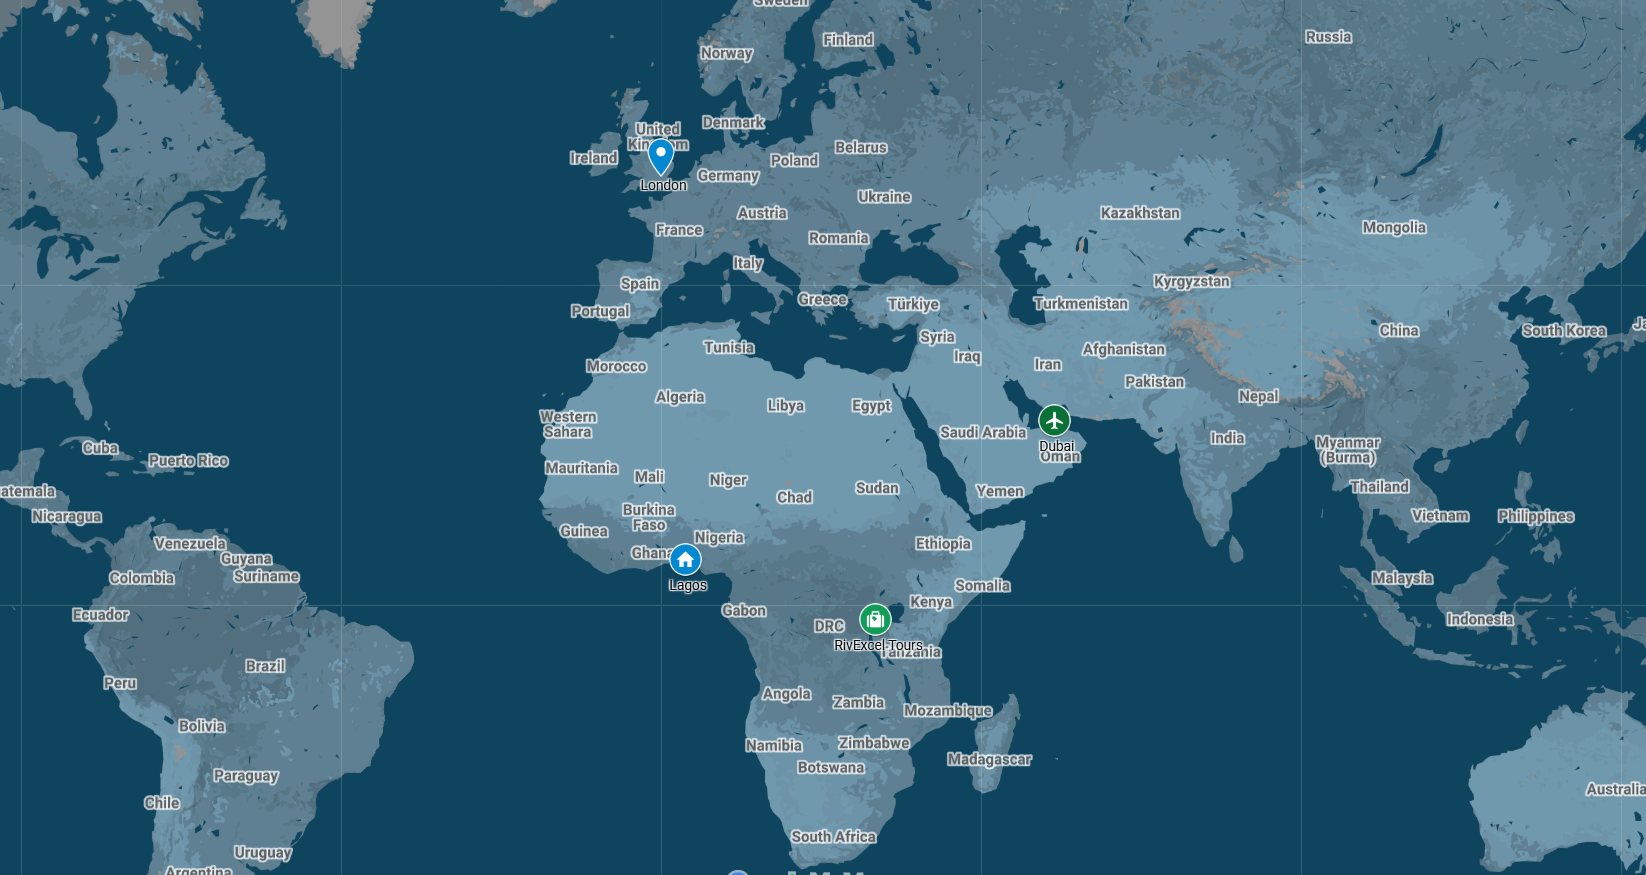 Sweden
Russia
Finland
Norway
Denmark
United
Kingdom
Belarus
Ireland
Poland
Germany
London
Ukraine
Austria
Kazakhstan
Mongolia
France
Romania
Italy
Kyrgyzstan
Spain
Greece
Türkiye
Turkmenistan
Portugal
Syria
China
South Korea
Ja
Tunisia
Iraq
Afghanistan
Morocco
Iran
Pakistan
Algeria
Libya
Egypt
Nepal
Western
Sahara
Saudi Arabia
Dubai
Oman
India
Myanmar
(Burma)
Cuba
Puerto Rico
Mauritania
Mali
Niger
Chad
Sudan
Yemen
Thailand
atemala
Nicaragua
Burkina
Faso
Vietnam
Philippines
Guinea
Nigeria
Venezuela
Ghana
Ethiopia
Guyana
Colombia
Suriname
Lagos
Somalia
Malaysia
Ecuador
Gabon
Kenya
DRC
Indonesia
RivExcel Tours
Tanzania
Brazil
Peru
Angola
Zambia
Mozambique
Bolivia
Namibia
Zimbabwe
Madagascar
Botswana
Paraguay
Chile
Australia
South Africa
Uruguay
Argentina